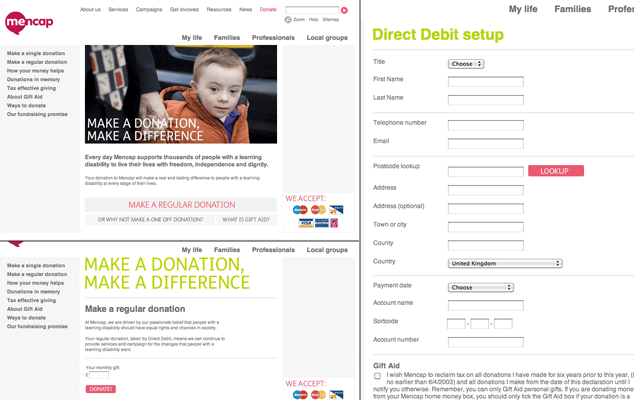 About us Services Campaigns Get involved Resources News Donate
mencap
Zoom Help Sitemap
My life Families Professionals Local groups
Make a single donation
Make a regular donation
How your money helps
Donations in memory
Tax effective giving
About Gift Aid
Ways to donate
Our fundraising promise
MAKE A DONATION,
MAKE A DIFFERENCE
Every day Mencap supports thousands of people with a learning
disability to live their lives with freedom, independence and dignity.
Your donation to Mencap will make a real and lasting difference to people with a learning
disability at every stage of their lives.
MAKE A REGULAR DONATION
OR WHY NOT MAKE A ONE OFF DONATION? WHAT IS GIFT AID?
WE ACCEPT:
VISA
My life Families Professionals Local groups
Make a single donation
Make a regular donation
How your money helps
Donations in memory
Tax effective giving
About Gift Aid
Ways to donate
Our fundraising promise
MAKE A DONATION,
MAKE A DIFFERENCE
Make a regular donation
At Mencap, we are driven by our passionate belief that people with a
learning disability should have equal rights and chances in society.
Your regular donation, taken by Direct Debit, means we can continue to
provide services and campaign for the changes that people with a
learning disability want.
Your monthly gift
£
DONATE!
WE ACCEPT:
My life Families Profes
Direct Debit setup
Title Choose
First Name
Last Name
Telephone number
Email
Postcode lookup LOOKUP
Address
Address (optional)
Town or city
County
Country United Kingdom
Payment date Choose
Account name
Sortcode - -
Account number
Gift Aid
I wish Mencap to reclaim tax on all donations I have made for six years prior to this year, (
no earlier than 6/4/2003) and all donations I make from the date of this declaration until I
notify you otherwise. Remember, you can only Gift Aid personal gifts. If you are donating mone
from your Mencap home money box, you should only tick the Gift Aid box if your donation is a